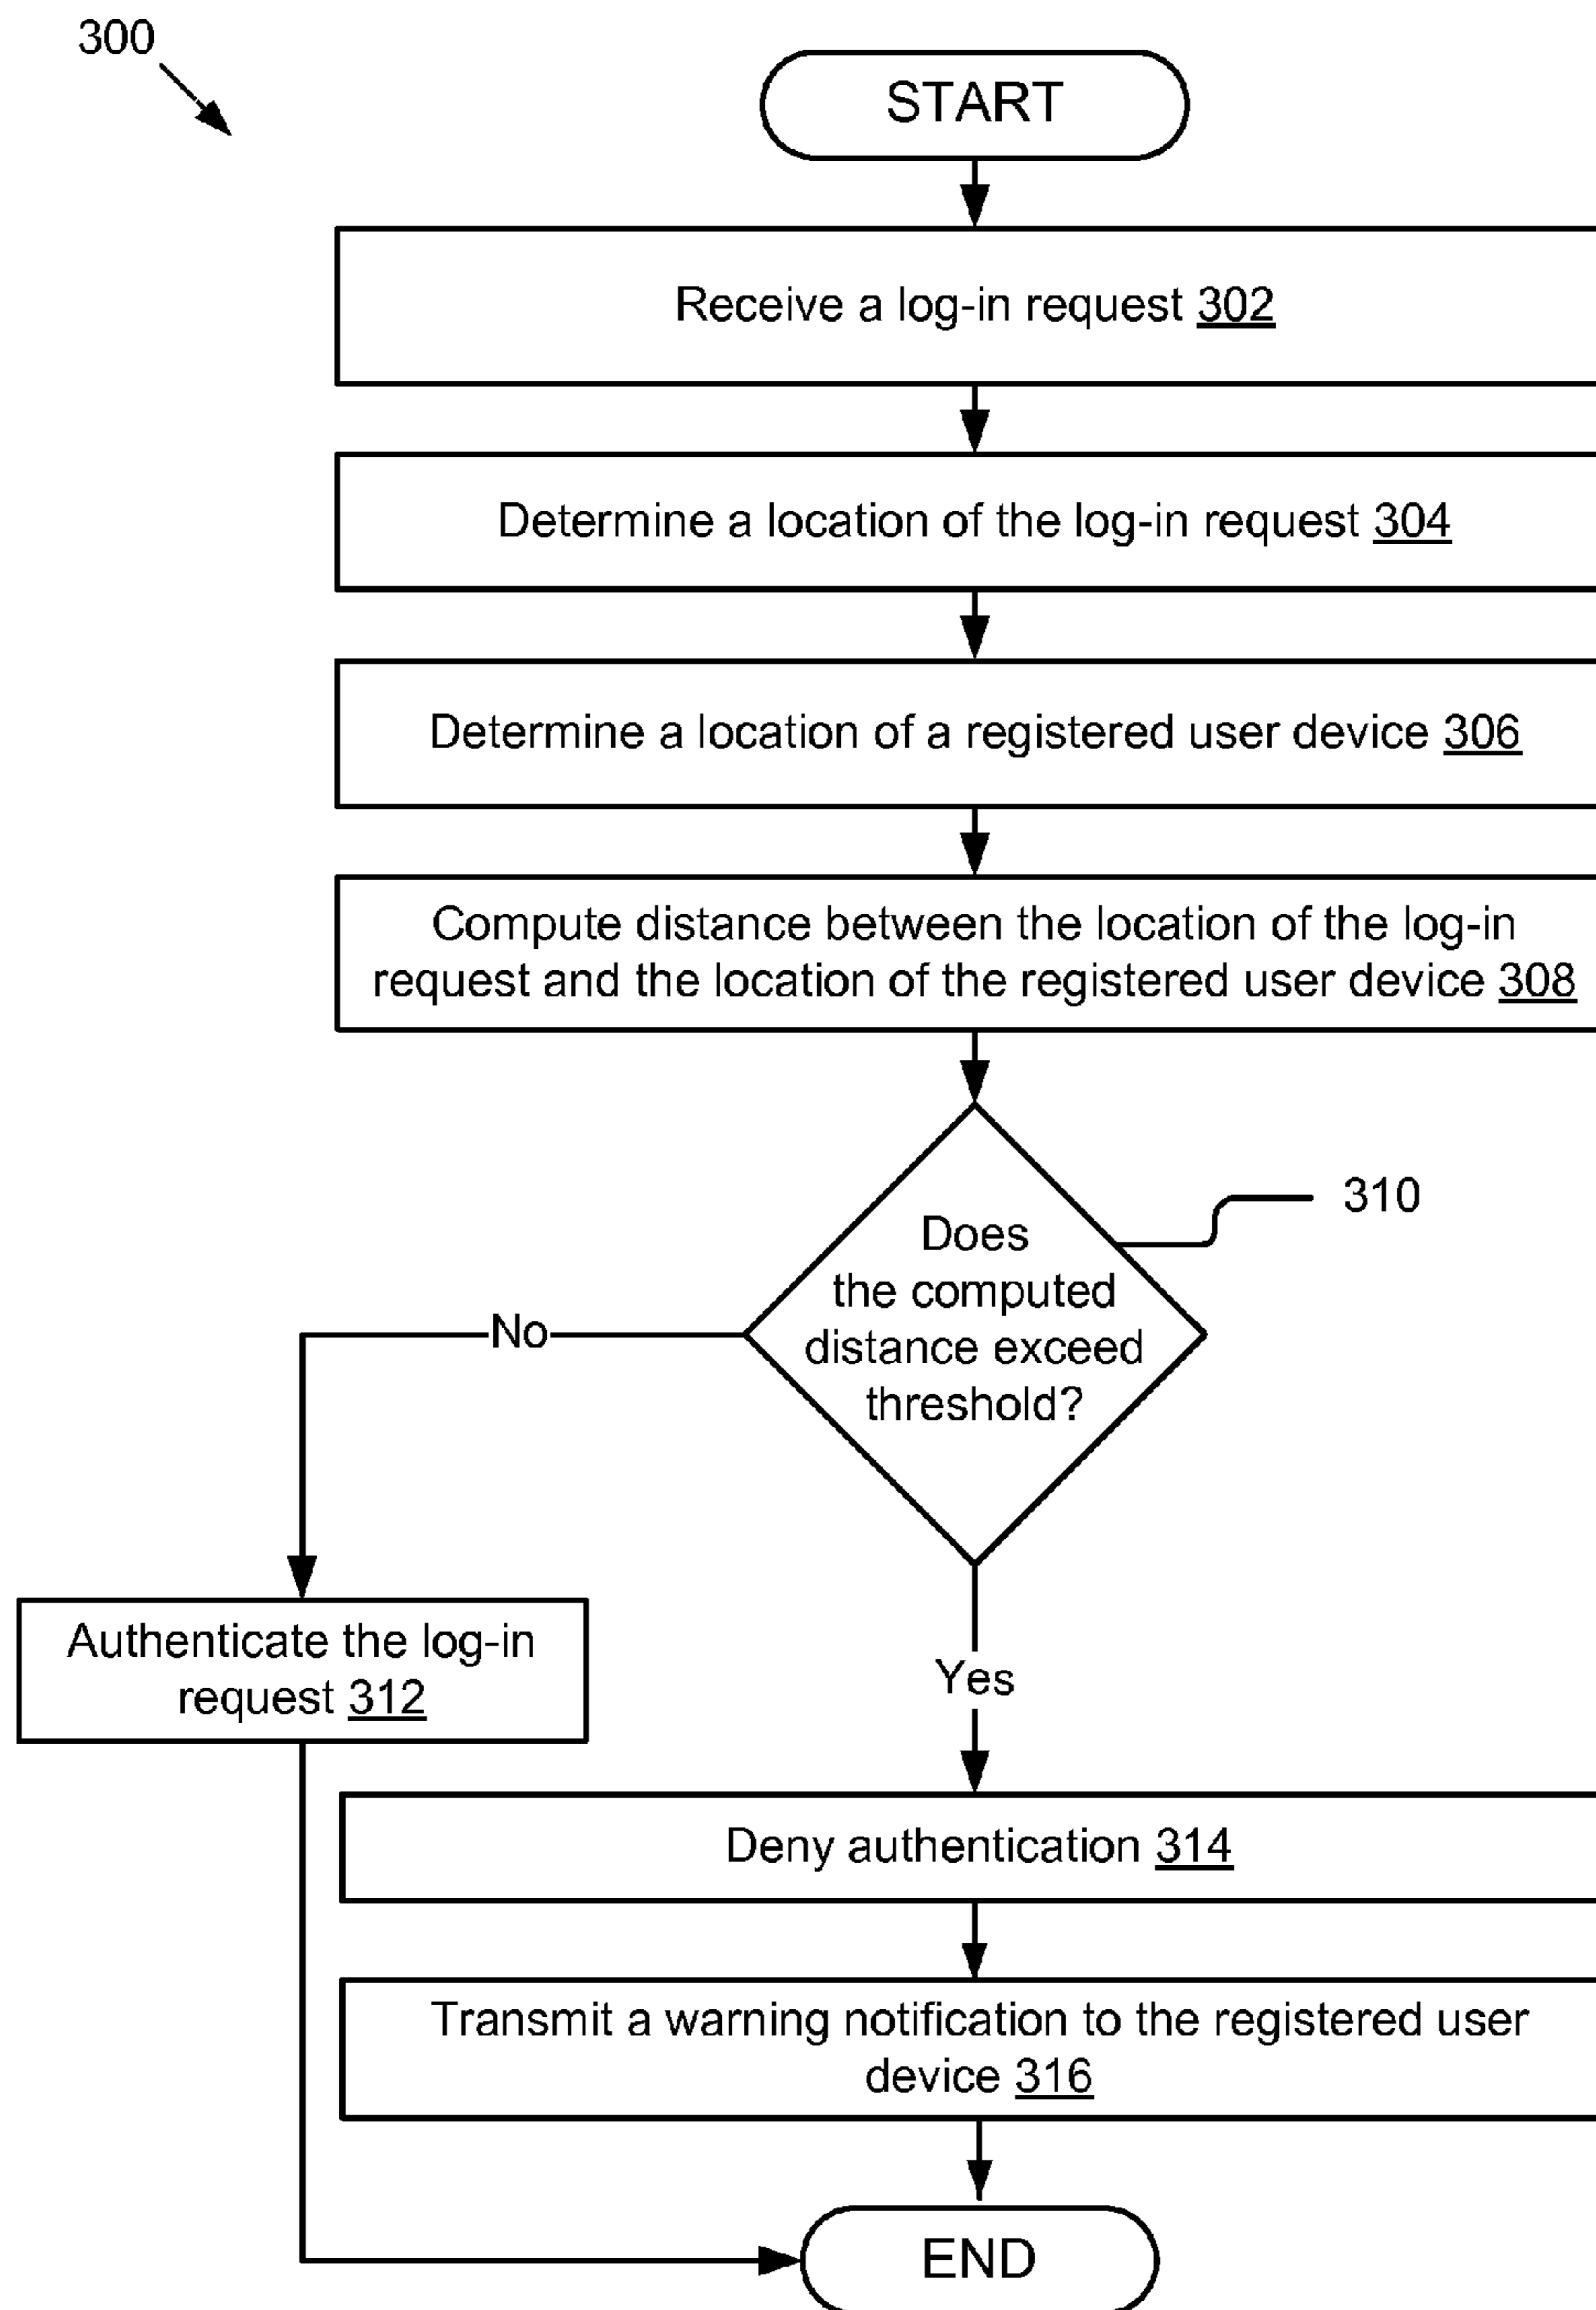 300
START
Receive a log-in request 302
Determine a location of the log-in request 304
Determine a location of a registered user device 306
Compute distance between the location of the log-in
request and the location of the registered user device 308
310
Does
the computed
distance exceed
threshold?
No
Authenticate the log-in
request 312
Yes
Deny authentication 314
Transmit a warning notification to the registered user
device 316
END